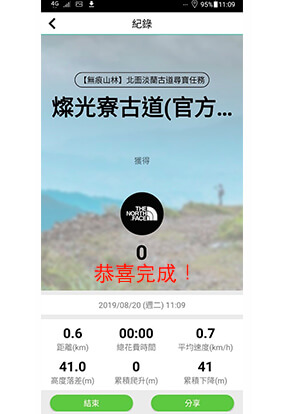 4G 95% 11:09
紀錄
【無痕山林】北面淡蘭古道尋寶任務
燦光寮古道(官方...
獲得
THE
NORTH
FACE
0
恭喜完成！
2019/08/20 (週二) 11:09
0.6 00:00 0.7
距離(km) 總花費時間 平均速度(km/h)
41.0 0 41
高度落差(m) 累積爬升(m) 累積下降(m)
結束 分享